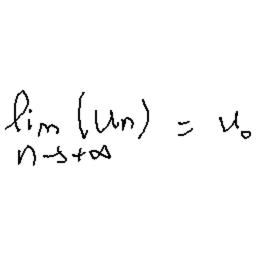 lim (Un) = u₀
n→+∞